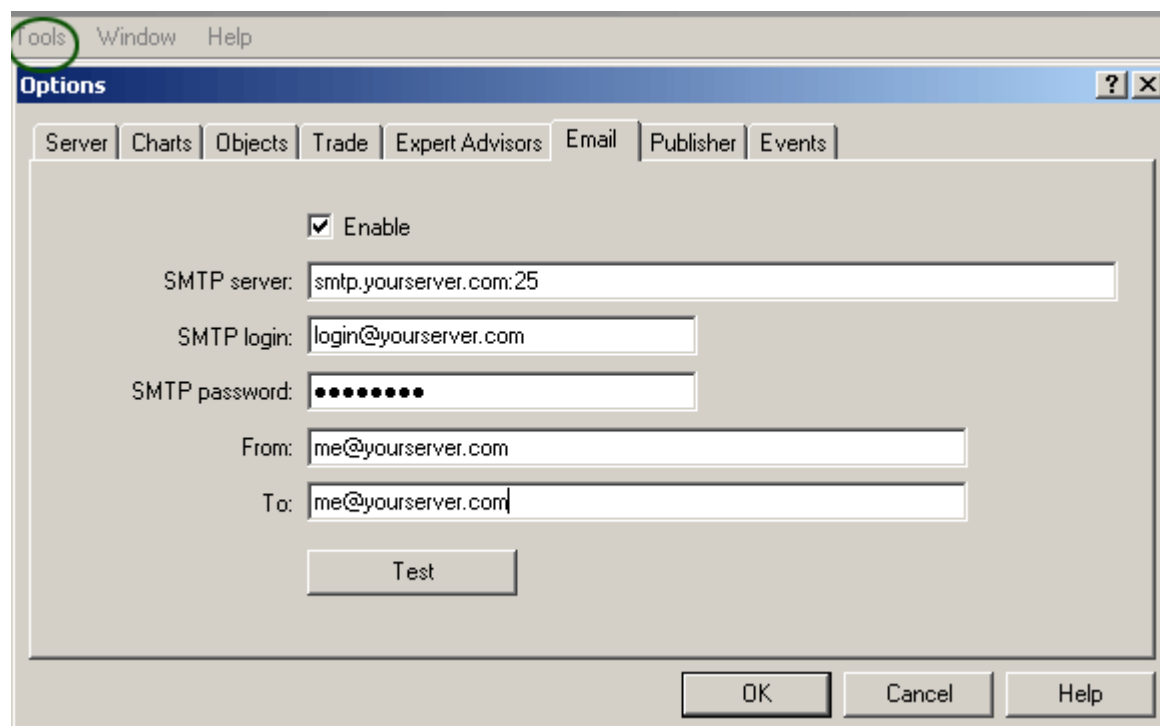 Tools Window Help
Options
Server Charts Objects Trade Expert Advisors Email Publisher Events
Enable
SMTP server: smtp.yourserver.com:25
SMTP login: login@yourserver.com
SMTP password: ●●●●●●●●
From: me@yourserver.com
To: me@yourserver.com
Test
OK Cancel Help